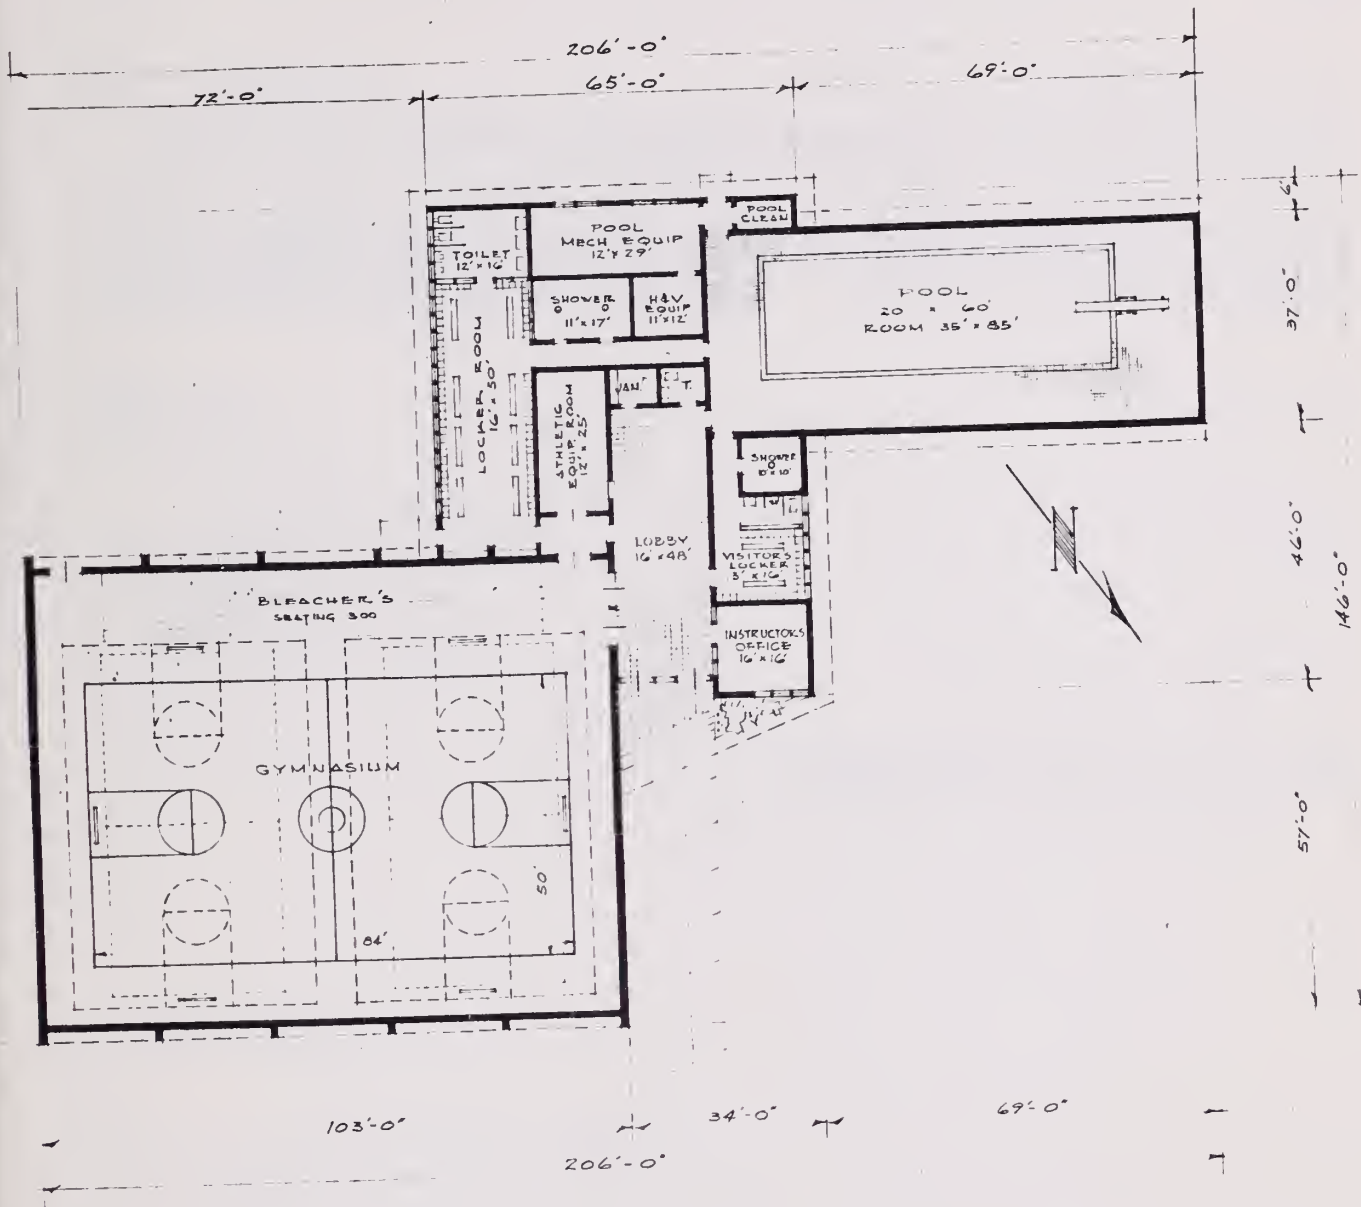 206'-0"
72'-0"
65'-0"
69'-0"
6'
37'-0"
46'-0"
146'-0"
57'-0"
POOL
CLEAN
POOL
MECH EQUIP
12' x 29'
TOILET
12' x 16'
SHOWER
11' x 17'
H&V
EQUIP
11' x 12'
POOL
20 x 60'
ROOM 35' x 85'
LOCKER ROOM
16' x 50'
ATHLETIC
EQUIP. ROOM
12' x 25'
JAN.
T.
SHOWER
LOBBY
16' x 48'
VISITOR'S
LOCKER
INSTRUCTORS
OFFICE
16' x 16'
BLEACHER'S
SEATING 300
GYMNASIUM
50'
84'
103'-0"
34'-0"
69'-0"
206'-0"